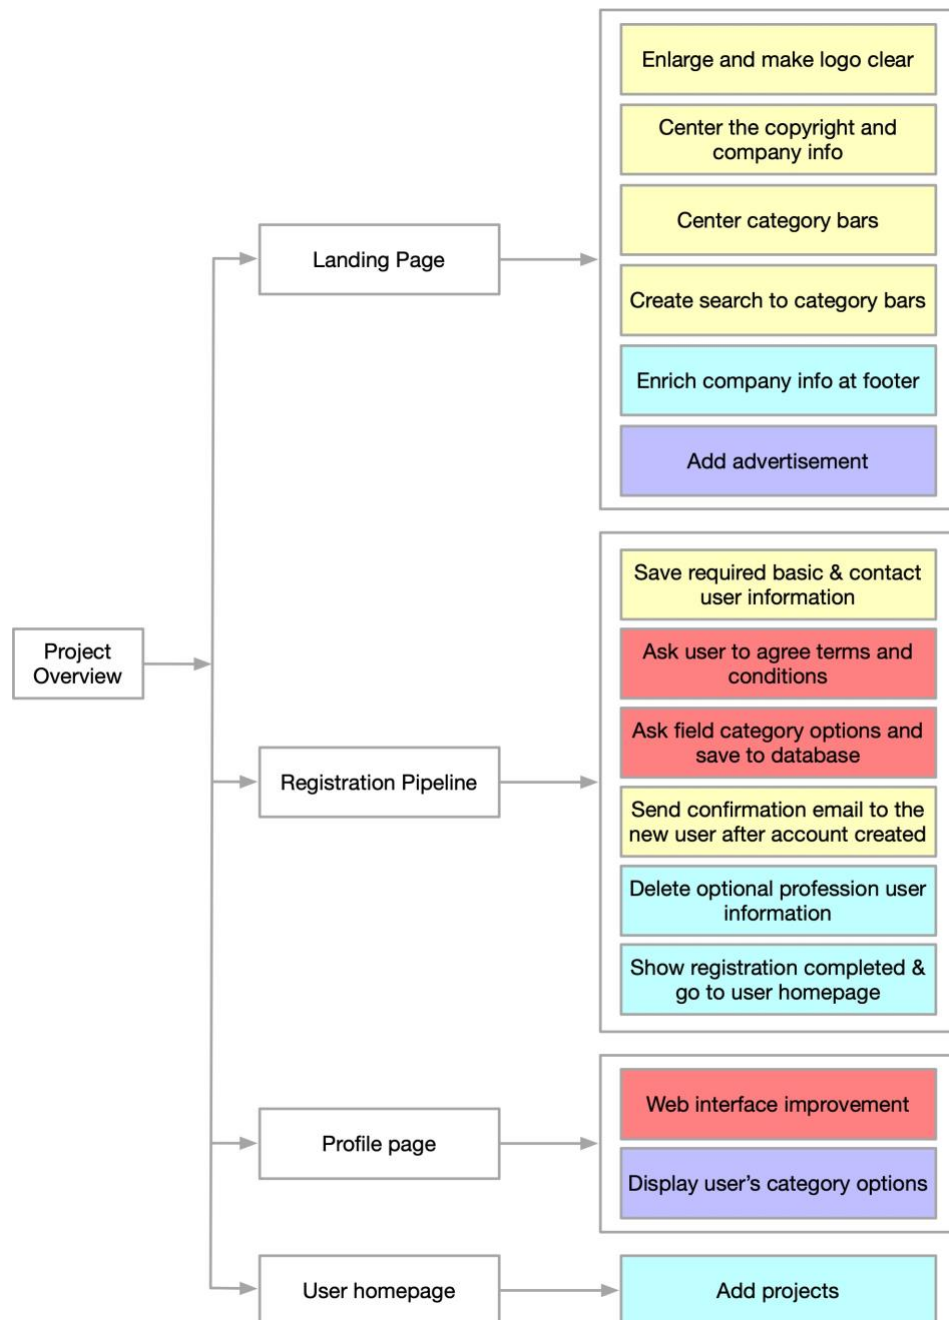 Project
Overview
Landing Page
Enlarge and make logo clear
Center the copyright and
company info
Center category bars
Create search to category bars
Enrich company info at footer
Add advertisement
Registration Pipeline
Save required basic & contact
user information
Ask user to agree terms and
conditions
Ask field category options and
save to database
Send confirmation email to the
new user after account created
Delete optional profession user
information
Show registration completed &
go to user homepage
Profile page
Web interface improvement
Display user’s category options
User homepage
Add projects